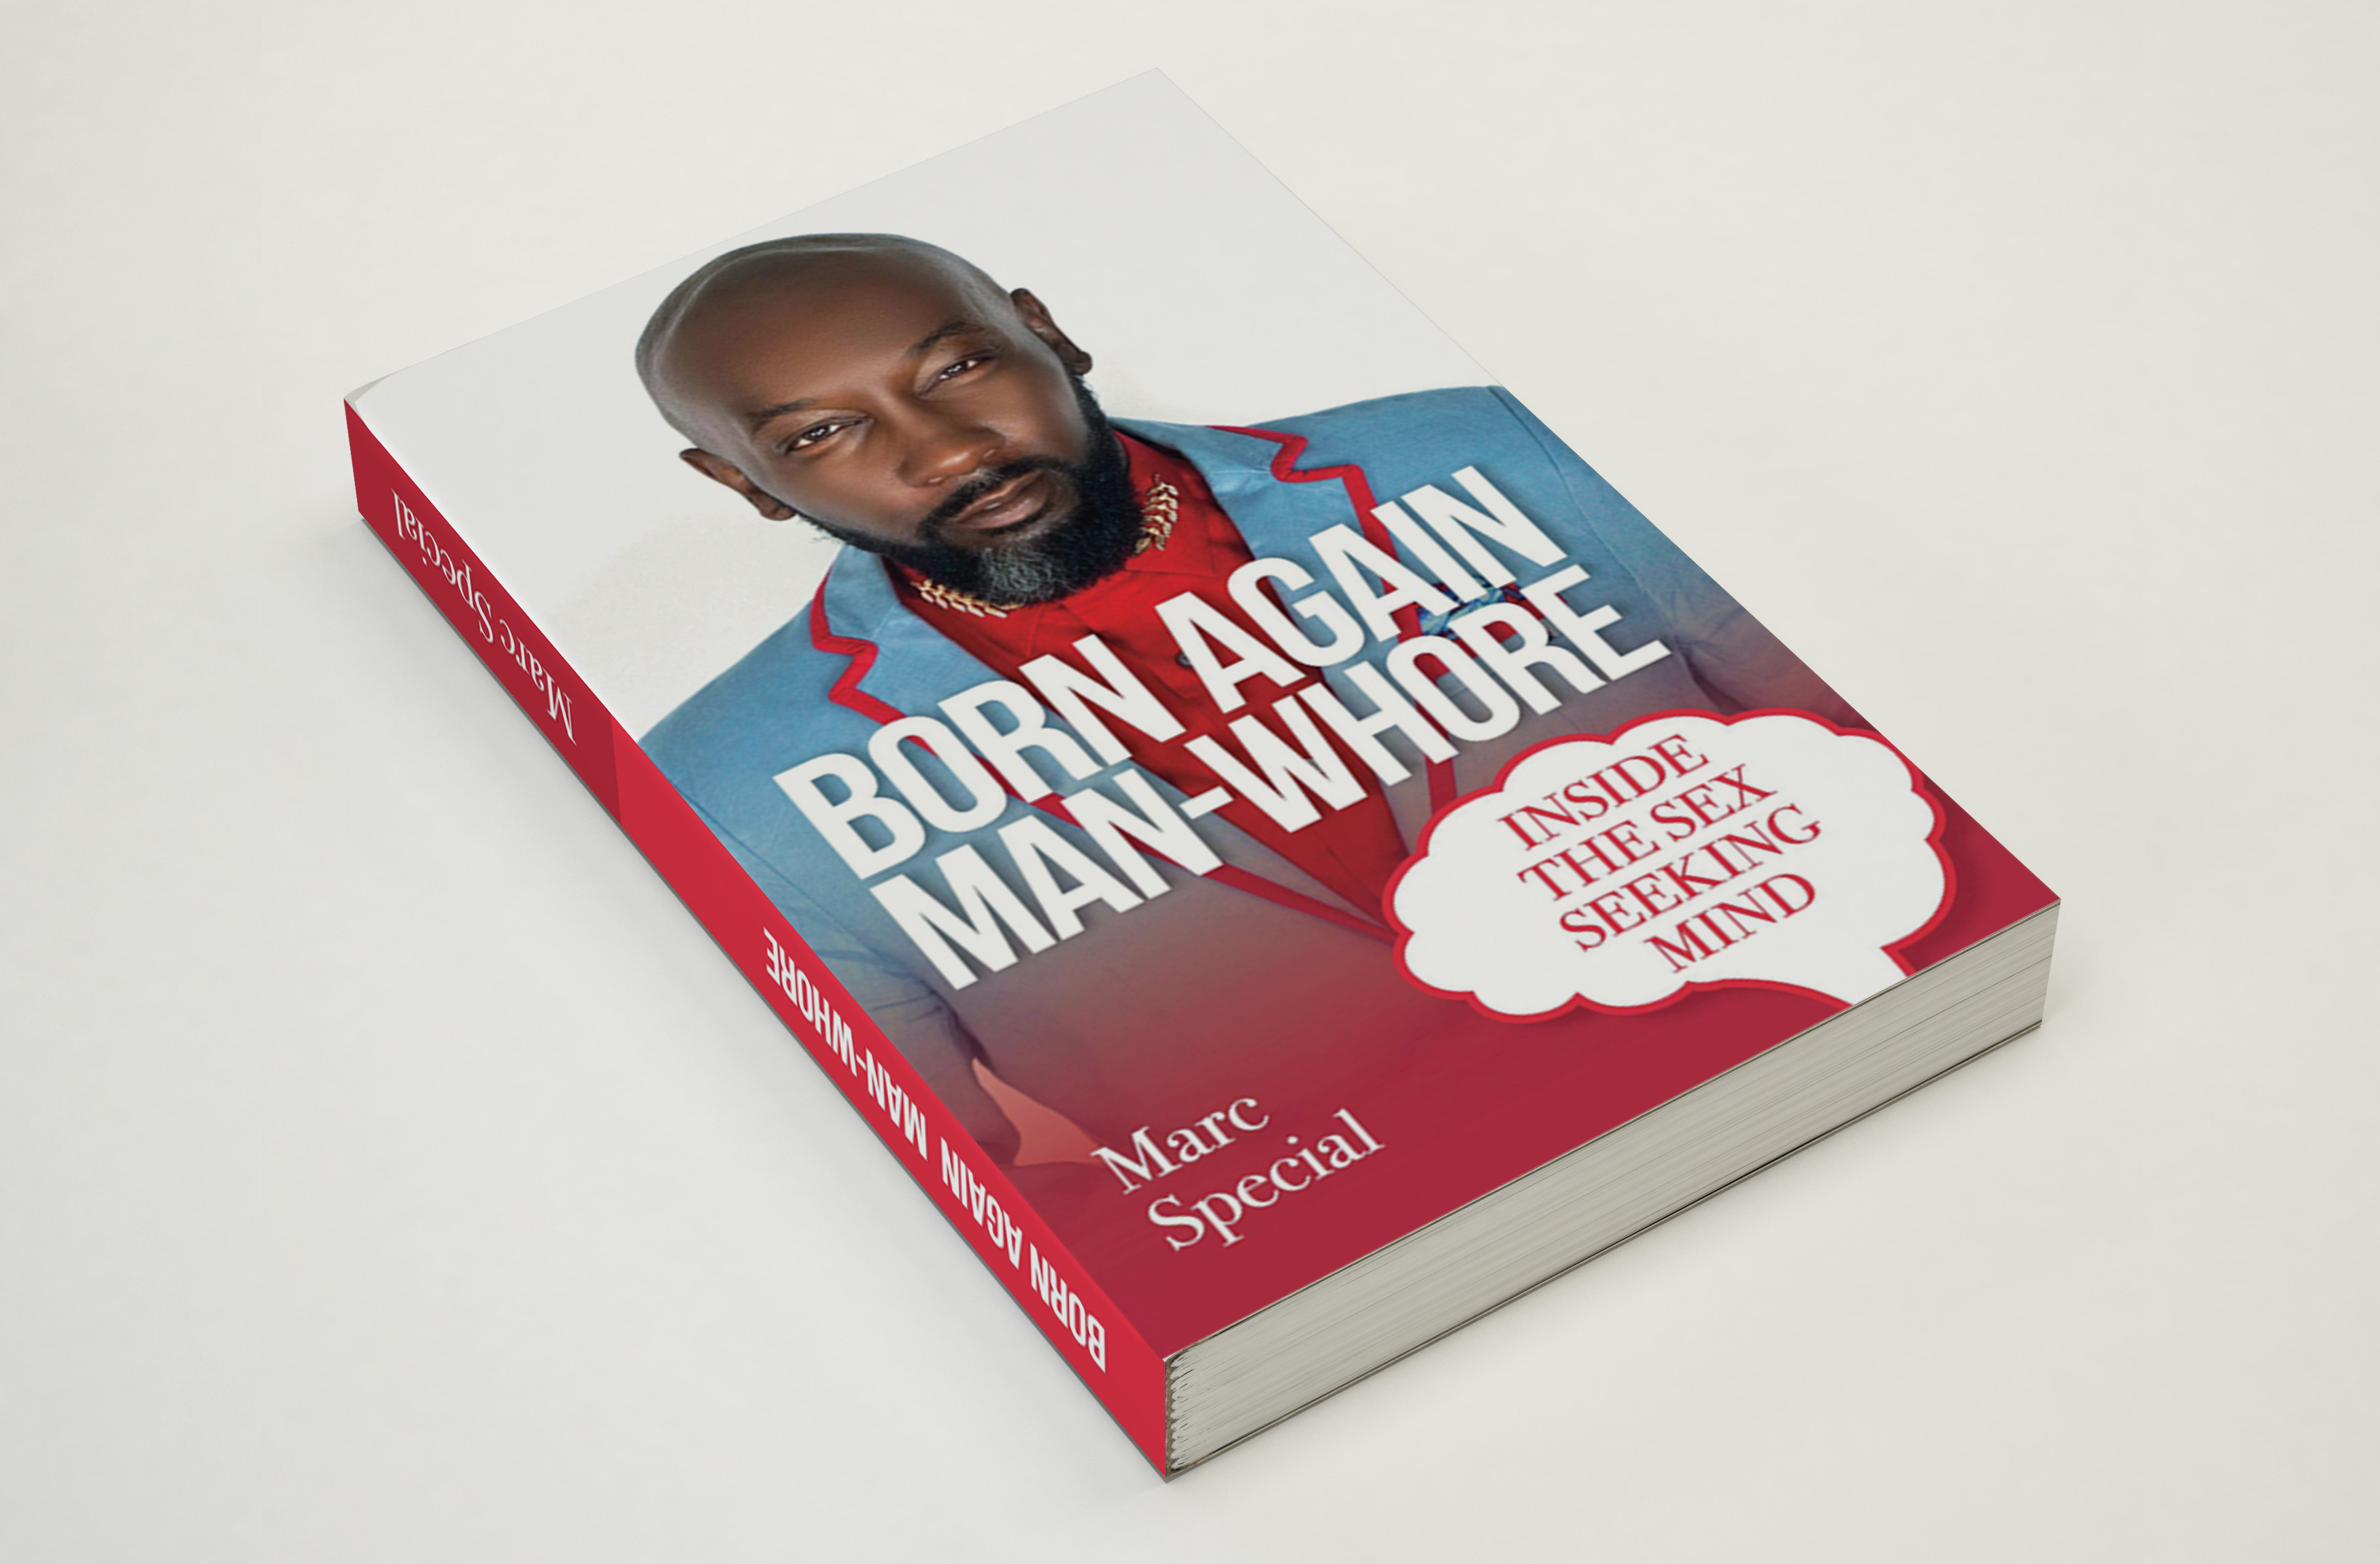 BORN AGAIN
MAN-WHORE
INSIDE
THE SEX
SEEKING
MIND
Marc
Special
BORN AGAIN MAN-WHORE
Marc Special